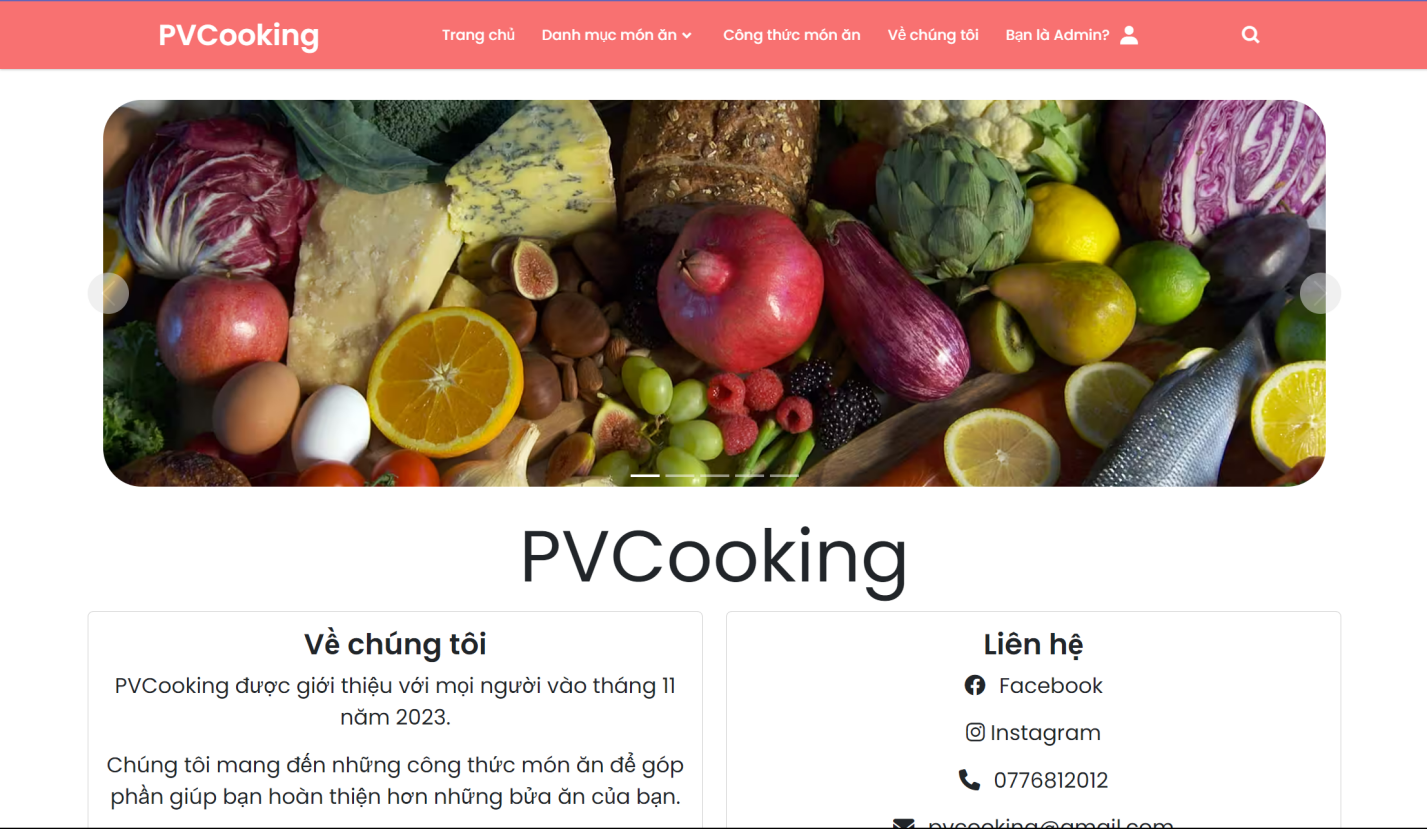 PVCooking
Trang chủ
Danh mục món ăn
Công thức món ăn
Về chúng tôi
Bạn là Admin?
PVCooking
Về chúng tôi
PVCooking được giới thiệu với mọi người vào tháng 11
năm 2023.
Chúng tôi mang đến những công thức món ăn để góp
phần giúp bạn hoàn thiện hơn những bửa ăn của bạn.
Liên hệ
Facebook
Instagram
0776812012
pvcooking@gmail.com